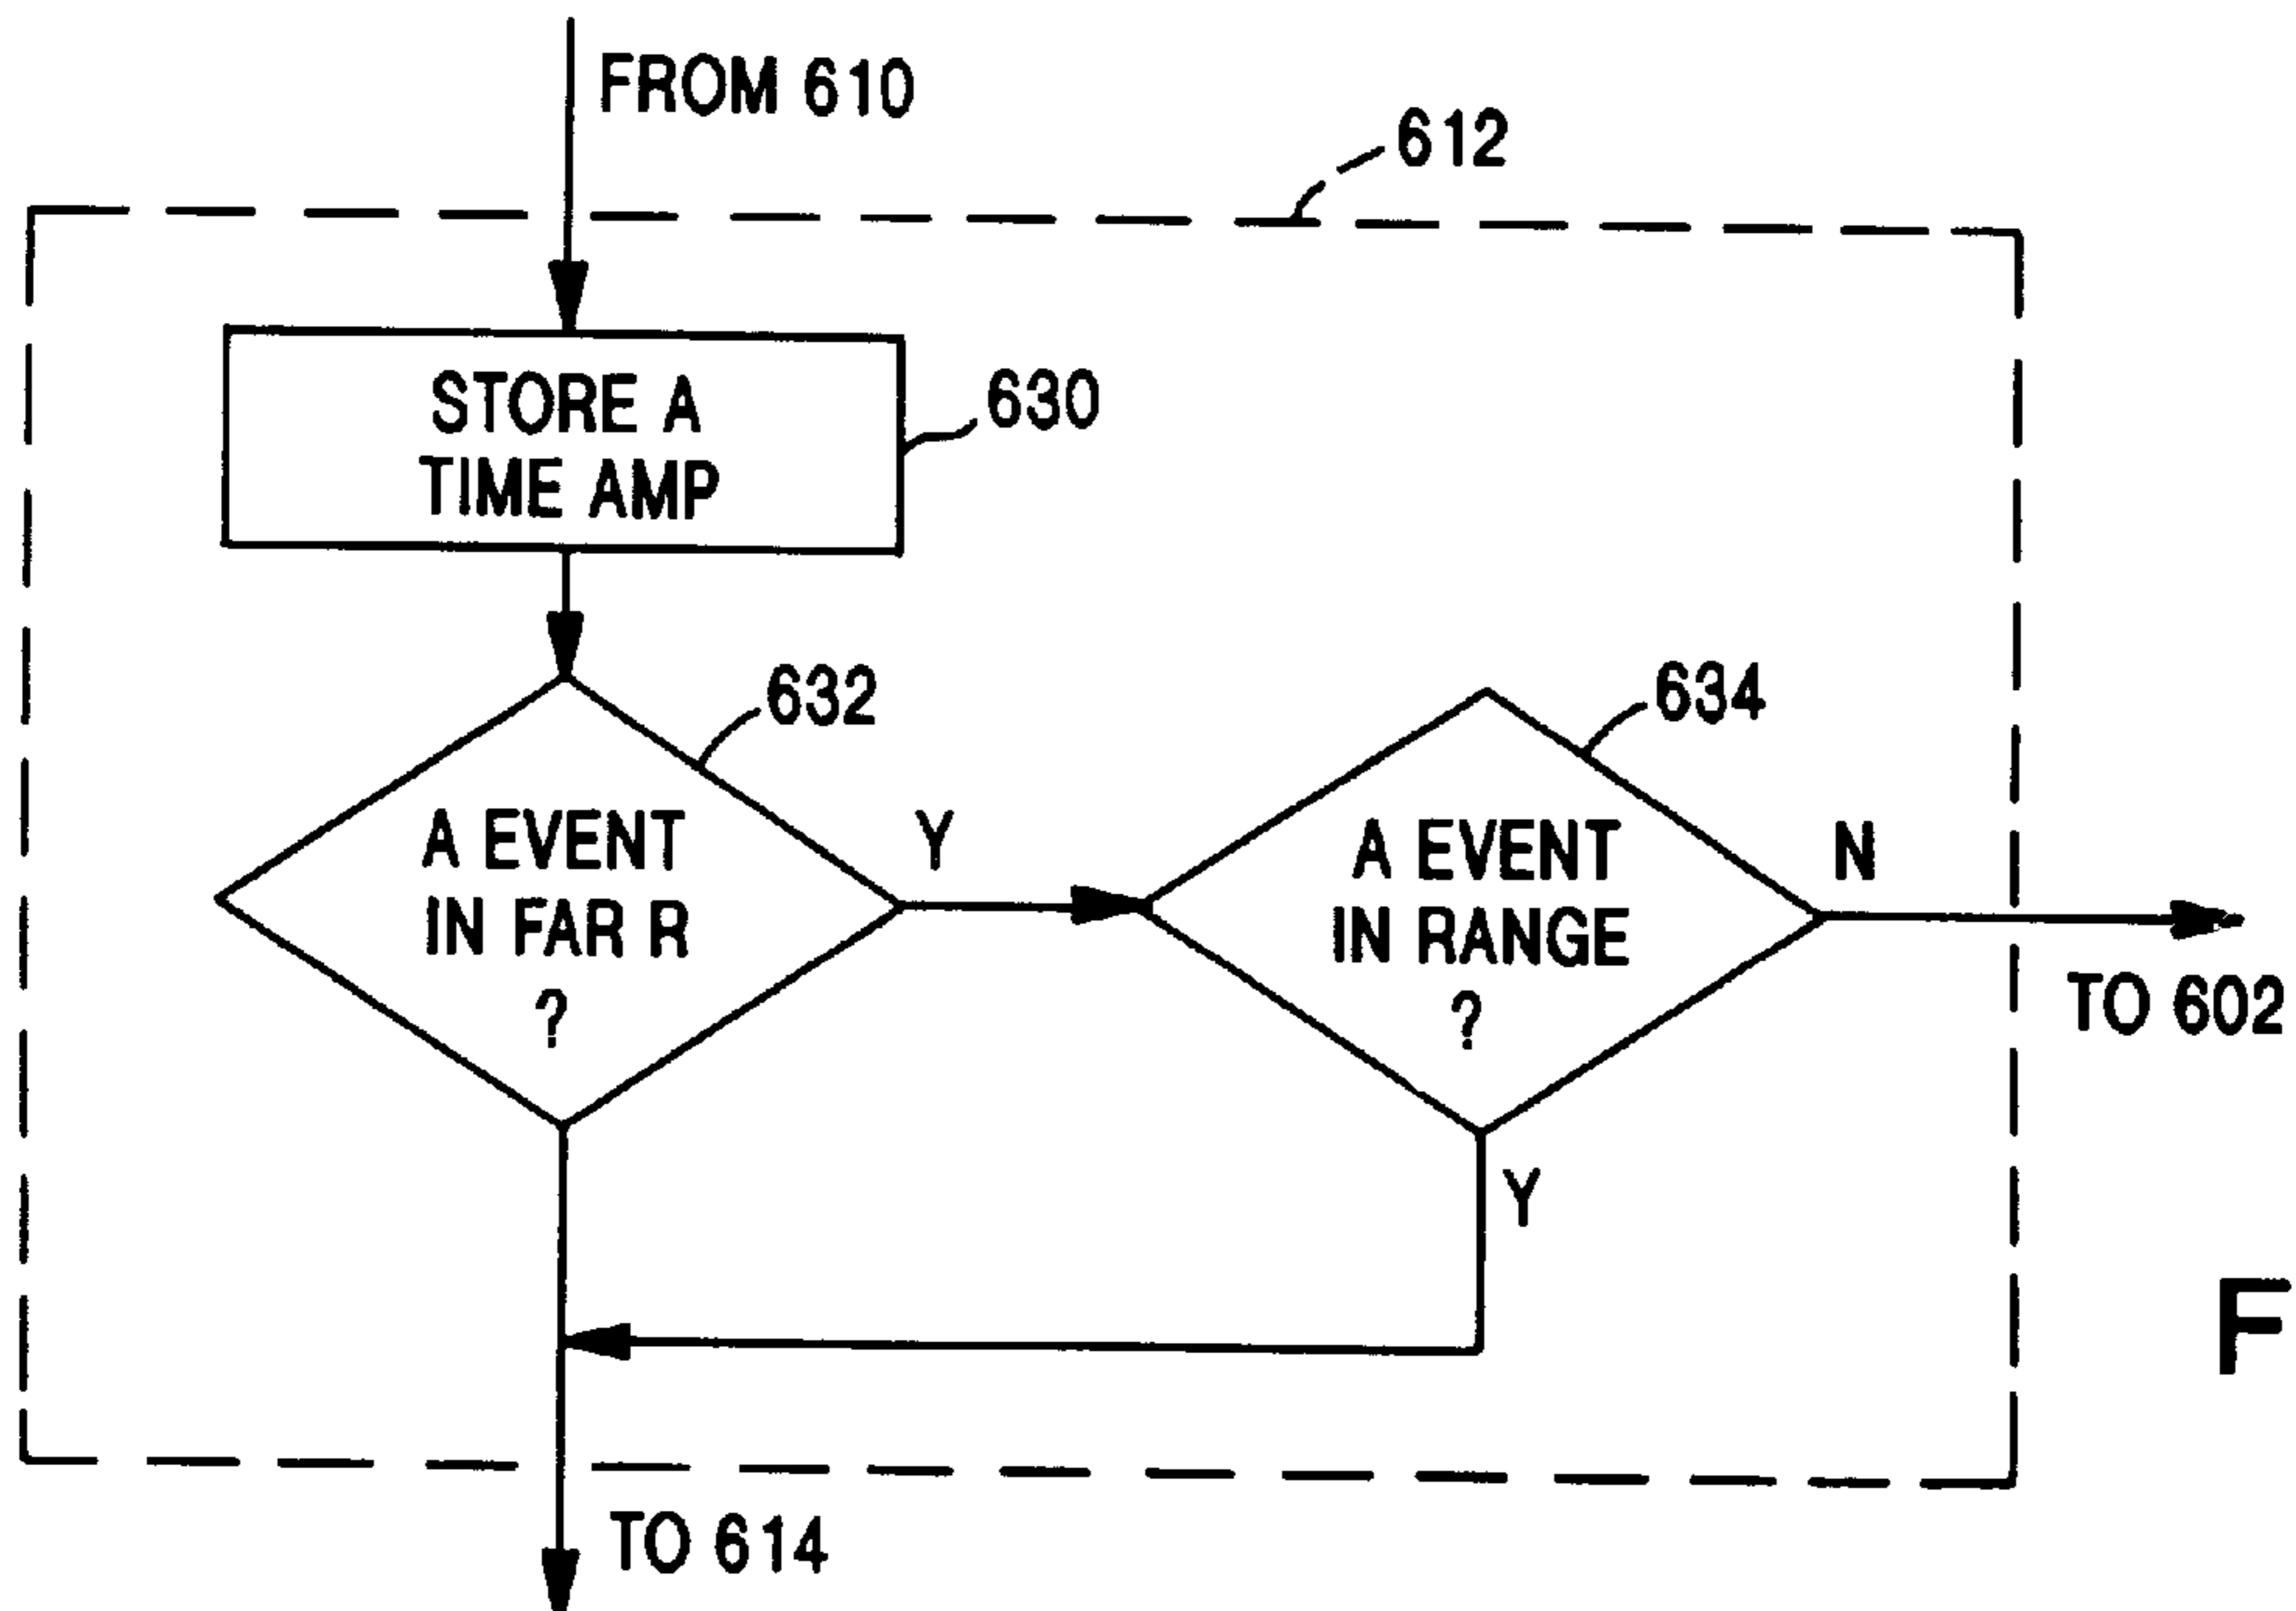 FROM 610
612
STORE A
TIME AMP
630
632
634
A EVENT
IN FAR R
?
Y
A EVENT
IN RANGE
?
N
TO 602
Y
F
TO 614